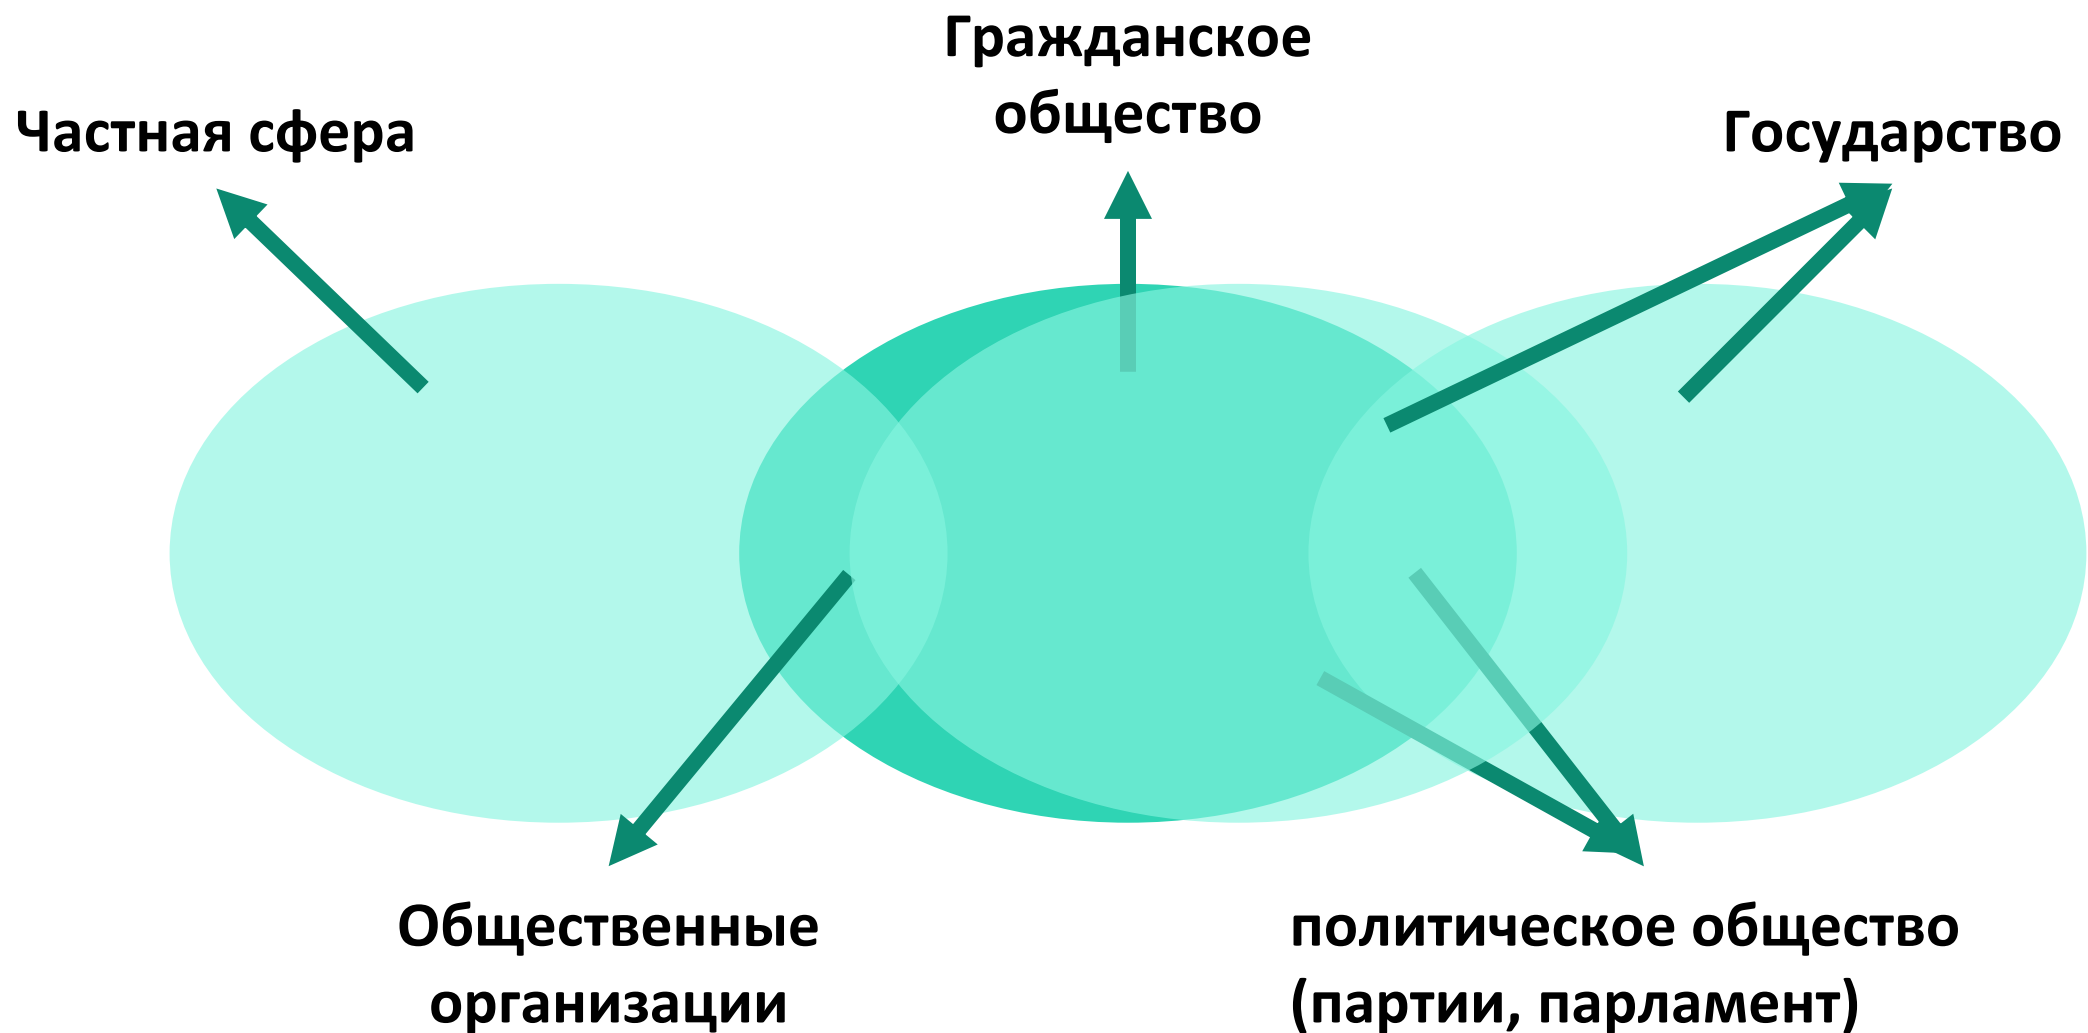 Гражданское
общество
Частная сфера
Государство
Общественные
организации
политическое общество
(партии, парламент)